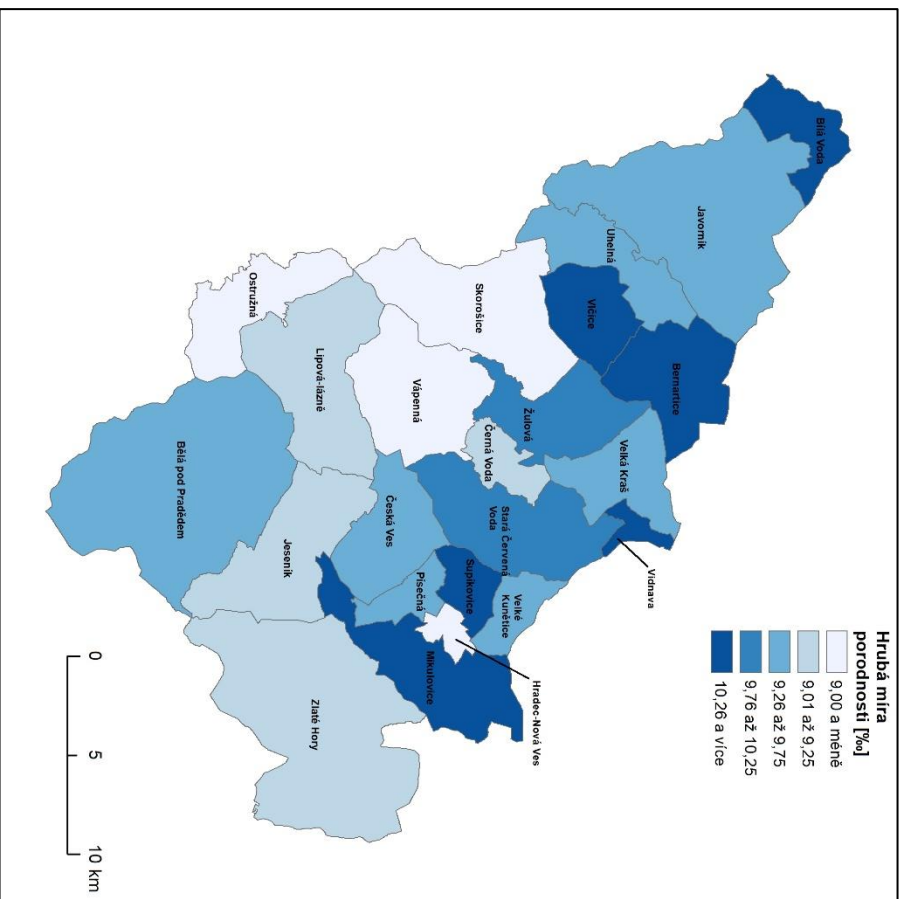 Hrubá míra
porodnosti [‰]
9,00 a méně
9,01 až 9,25
9,26 až 9,75
9,76 až 10,25
10,26 a více
Bílá Voda
Javorník
Uhelná
Vlčice
Bernartice
Skorošice
Žulová
Velká Kraš
Vidnava
Černá Voda
Stará Červená
Voda
Vápenná
Ostružná
Lipová-lázně
Česká Ves
Supíkovice
Velké
Kunětice
Písečná
Hradec-Nová Ves
Mikulovice
Jeseník
Bělá pod Pradědem
Zlaté Hory
0
5
10 km